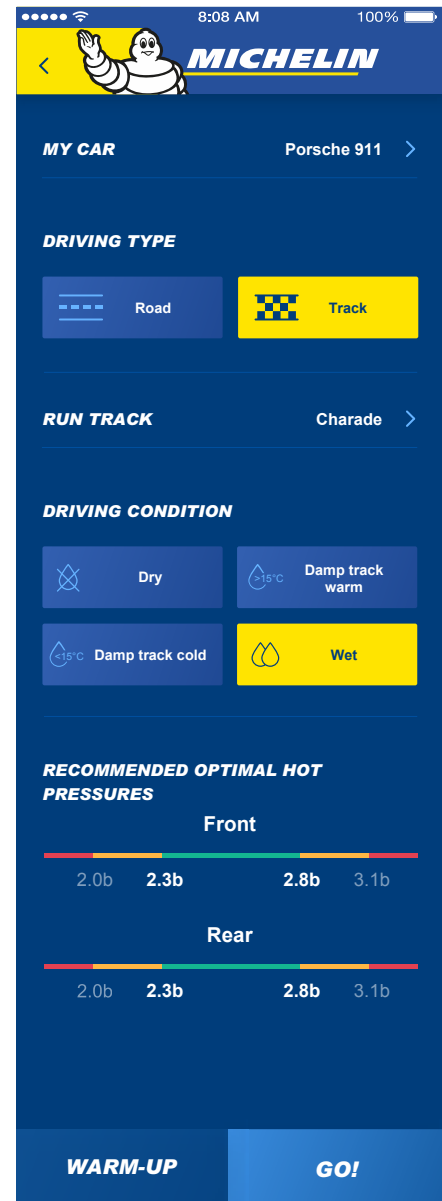 8:08 AM 100%
MICHELIN
MY CAR Porsche 911
DRIVING TYPE
Road Track
RUN TRACK Charade
DRIVING CONDITION
Dry
>15°C Damp track
warm
<15°C Damp track cold
Wet
RECOMMENDED OPTIMAL HOT
PRESSURES
Front
2.0b 2.3b 2.8b 3.1b
Rear
2.0b 2.3b 2.8b 3.1b
WARM-UP GO!